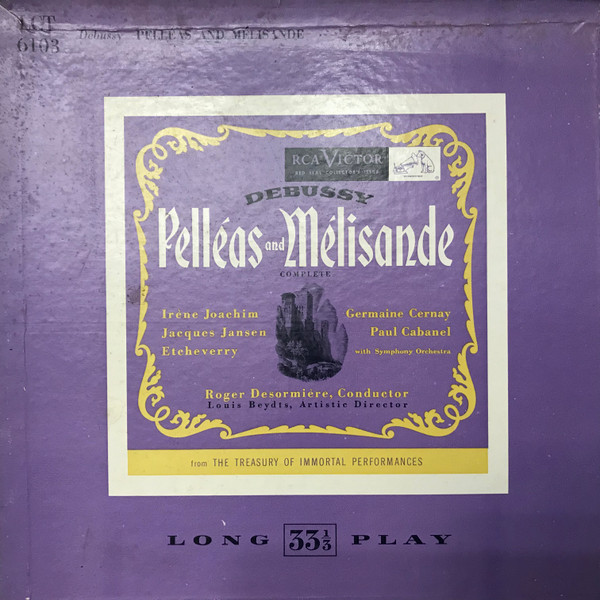 LCT
6103
Debussy PELLÉAS AND MÉLISANDE
RCA VICTOR
DEBUSSY
Pelléas and Mélisande
COMPLETE
Irène Joachim
Jacques Jansen
Etcheverry
Germaine Cernay
Paul Cabanel
with Symphony Orchestra
Roger Desormiére, Conductor
Louis Beydts, Artistic Director
from THE TREASURY OF IMMORTAL PERFORMANCES
LONG 33⅓ PLAY